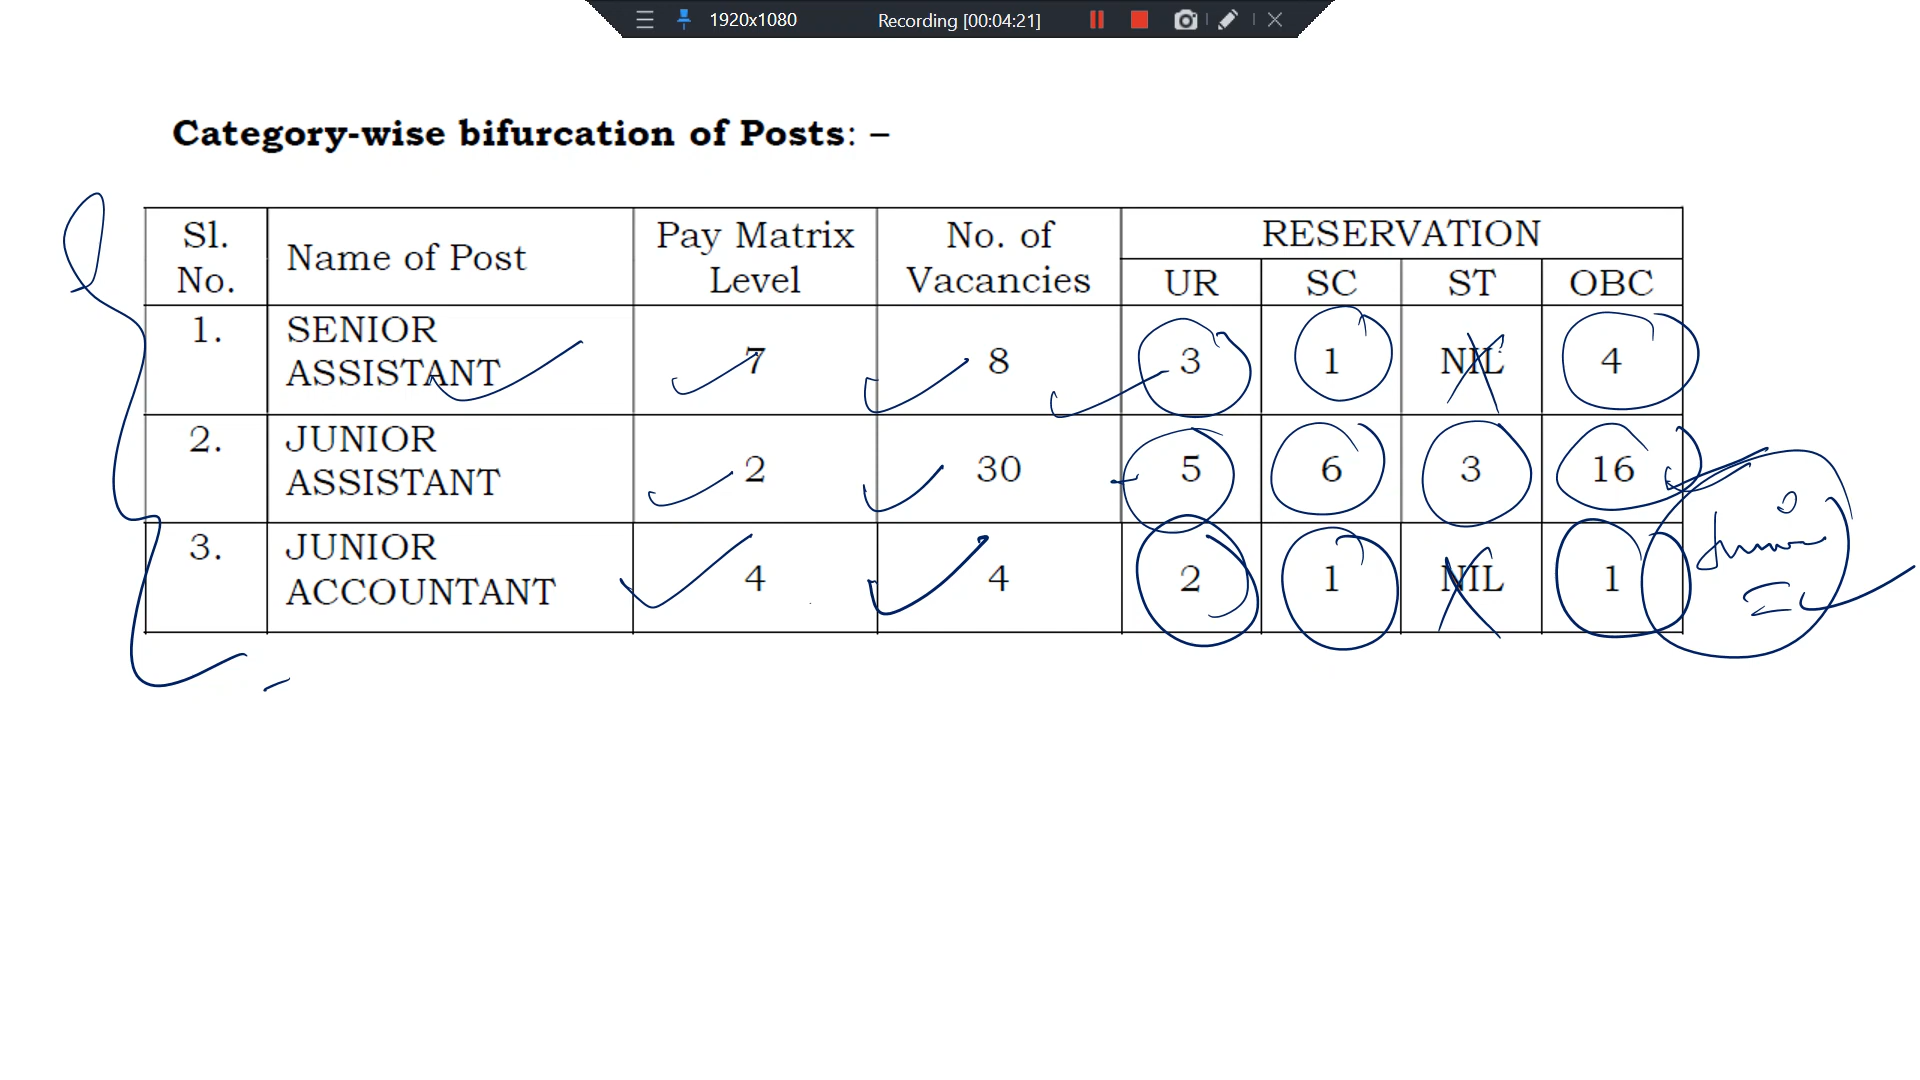 1920x1080 Recording [00:04:21]
Category-wise bifurcation of Posts: –
Sl. No. Name of Post Pay Matrix Level No. of Vacancies RESERVATION
UR SC ST OBC
1. SENIOR ASSISTANT 7 8 3 1 NIL 4
2. JUNIOR ASSISTANT 2 30 5 6 3 16
3. JUNIOR ACCOUNTANT 4 4 2 1 NIL 1